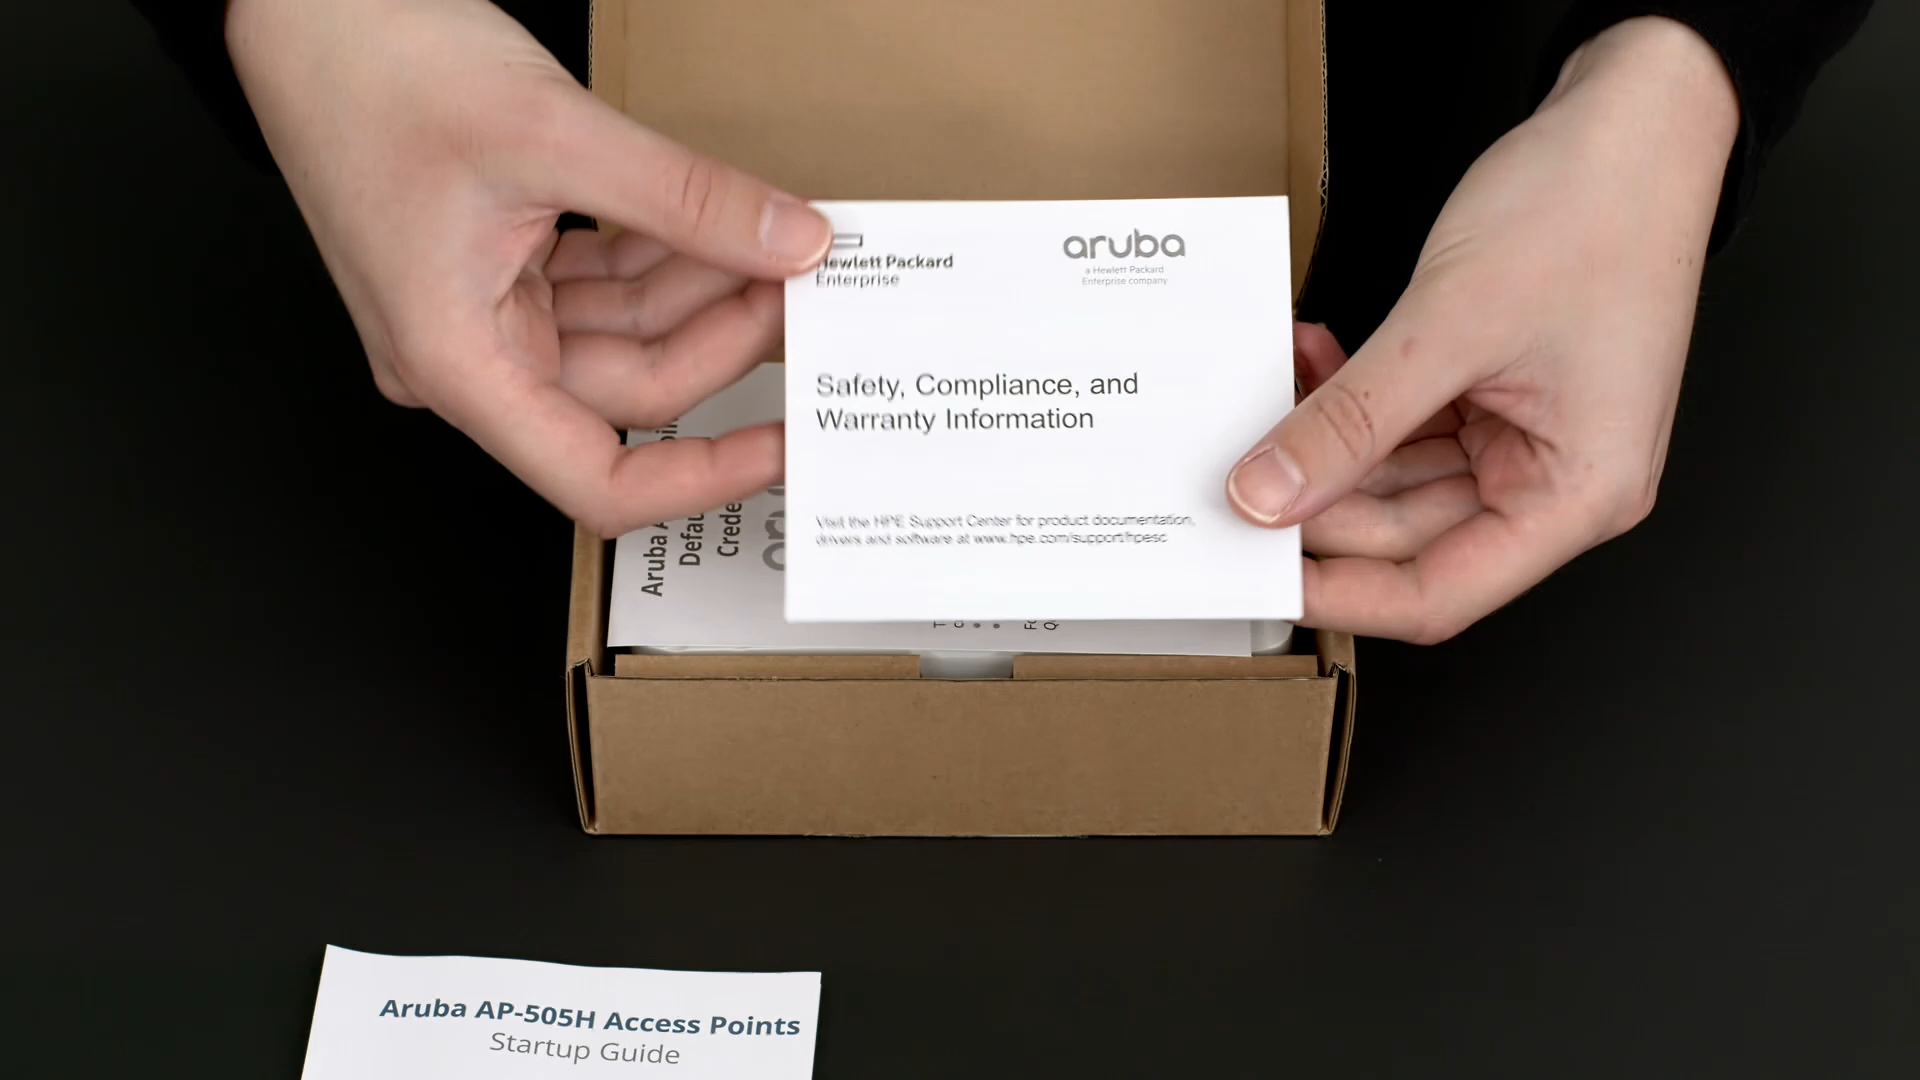 Hewlett Packard
Enterprise
aruba
a Hewlett Packard
Enterprise company
Safety, Compliance, and
Warranty Information
Visit the HPE Support Center for product documentation,
drivers and software at www.hpe.com/support/hpesc
Aruba
Aruba AP-505H Access Points
Startup Guide